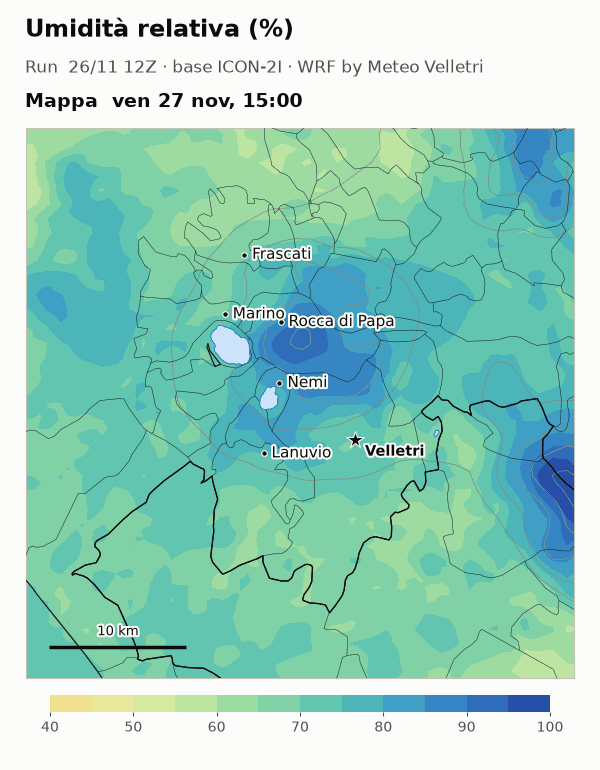 Umidità relativa (%)
Run  26/11 12Z · base ICON-2I · WRF by Meteo Velletri
Mappa  ven 27 nov, 15:00
Frascati
Marino
Rocca di Papa
Nemi
Velletri
Lanuvio
10 km
40 50 60 70 80 90 100